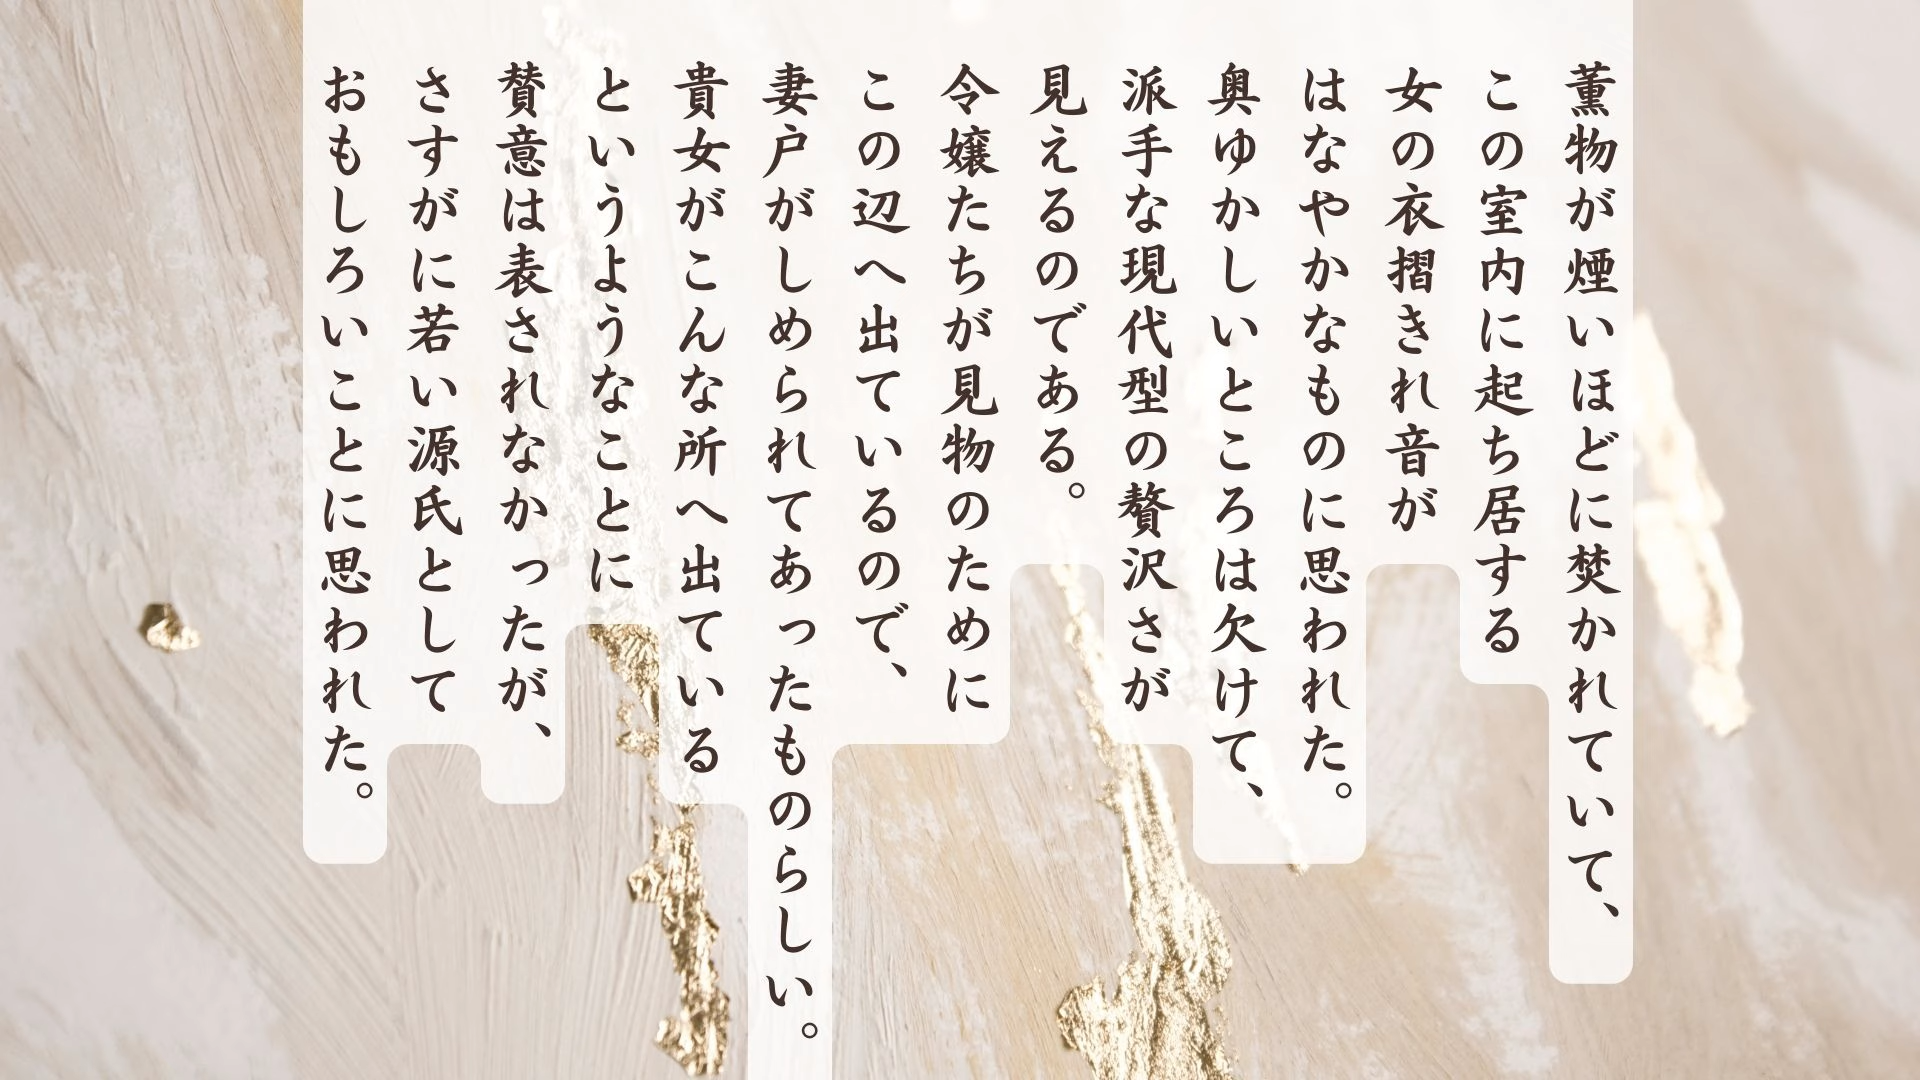 薫物が煙いほどに焚かれていて、
この室内に起ち居する
女の衣摺きれ音が
はなやかなものに思われた。
奥ゆかしいところは欠けて、
派手な現代型の贅沢さが
見えるのである。
令嬢たちが見物のために
この辺へ出ているので、
妻戸がしめられてあったものらしい。
貴女がこんな所へ出ている
というようなことに
賛意は表されなかったが、
さすがに若い源氏として
おもしろいことに思われた。